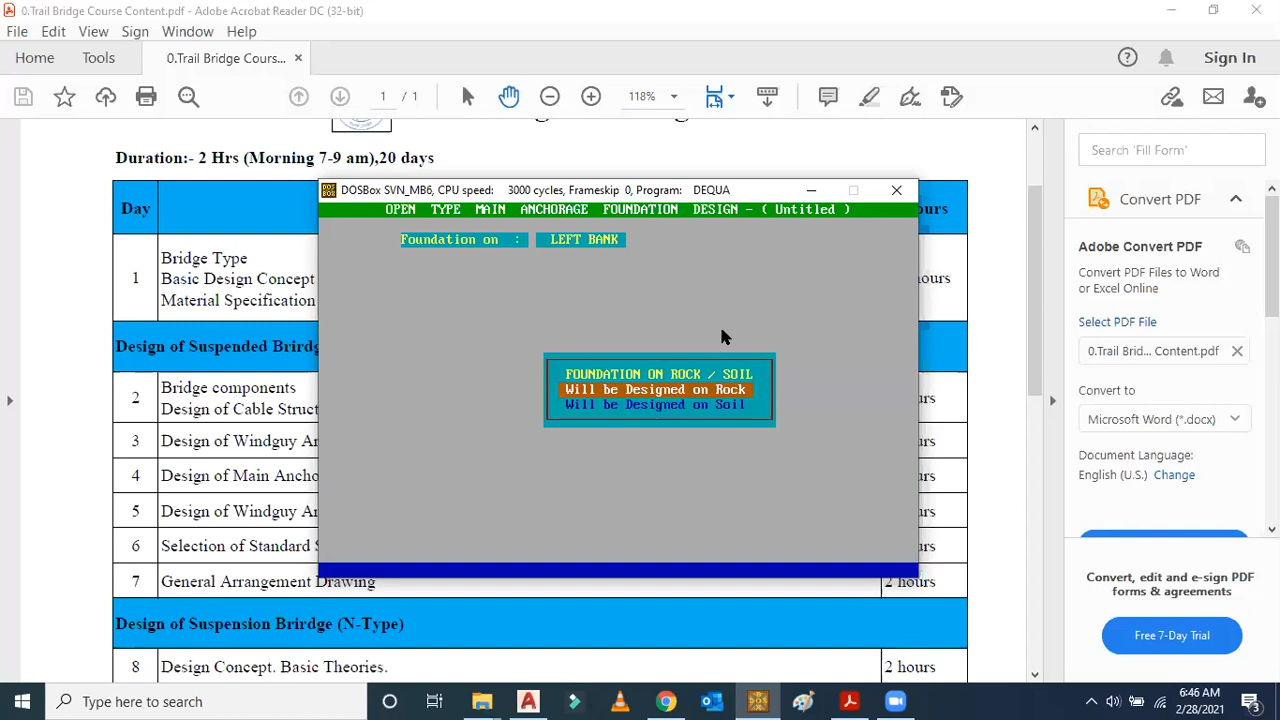 0.Trail Bridge Course Content.pdf - Adobe Acrobat Reader DC (32-bit)
File Edit View Sign Window Help
Home Tools 0.Trail Bridge Cours... × Sign In
1 / 1 118%
Search 'Fill Form'
Duration:- 2 Hrs (Morning 7-9 am),20 days
DOSBox SVN_MB6, CPU speed: 3000 cycles, Frameskip 0, Program: DEQUA
OPEN TYPE MAIN ANCHORAGE FOUNDATION DESIGN - ( Untitled )
Foundation on : LEFT BANK
FOUNDATION ON ROCK / SOIL
Will be Designed on Rock
Will be Designed on Soil
Day ours
1 Bridge Type
Basic Design Concept
Material Specification
ours
Design of Suspended Brirdg
2 Bridge components
Design of Cable Struct
3 Design of Windguy An
4 Design of Main Ancho
5 Design of Windguy An
6 Selection of Standard S
urs
7 General Arrangement Drawing 2 hours
Design of Suspension Brirdge (N-Type)
8 Design Concept. Basic Theories. 2 hours
Convert PDF
Adobe Convert PDF
Convert PDF Files to Word
or Excel Online
Select PDF File
0.Trail Brid... Content.pdf
Convert to
Microsoft Word (*.docx)
Document Language:
English (U.S.) Change
Convert, edit and e-sign PDF
forms & agreements
Free 7-Day Trial
Type here to search
6:46 AM
2/28/2021
3